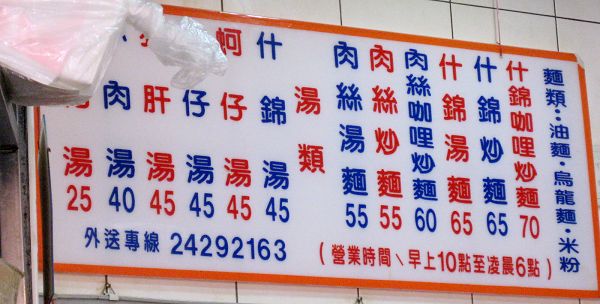 麵類：油麵・烏龍麵・米粉
什錦咖哩炒麵 70
什錦炒麵 65
什錦湯麵 65
肉絲咖哩炒麵 60
肉絲炒麵 55
肉絲湯麵 55
湯類
什錦湯 45
蚵仔湯 45
仔湯 45
肝湯 45
肉湯 40
湯 25
外送專線 24292163
(營業時間、早上10點至凌晨6點)